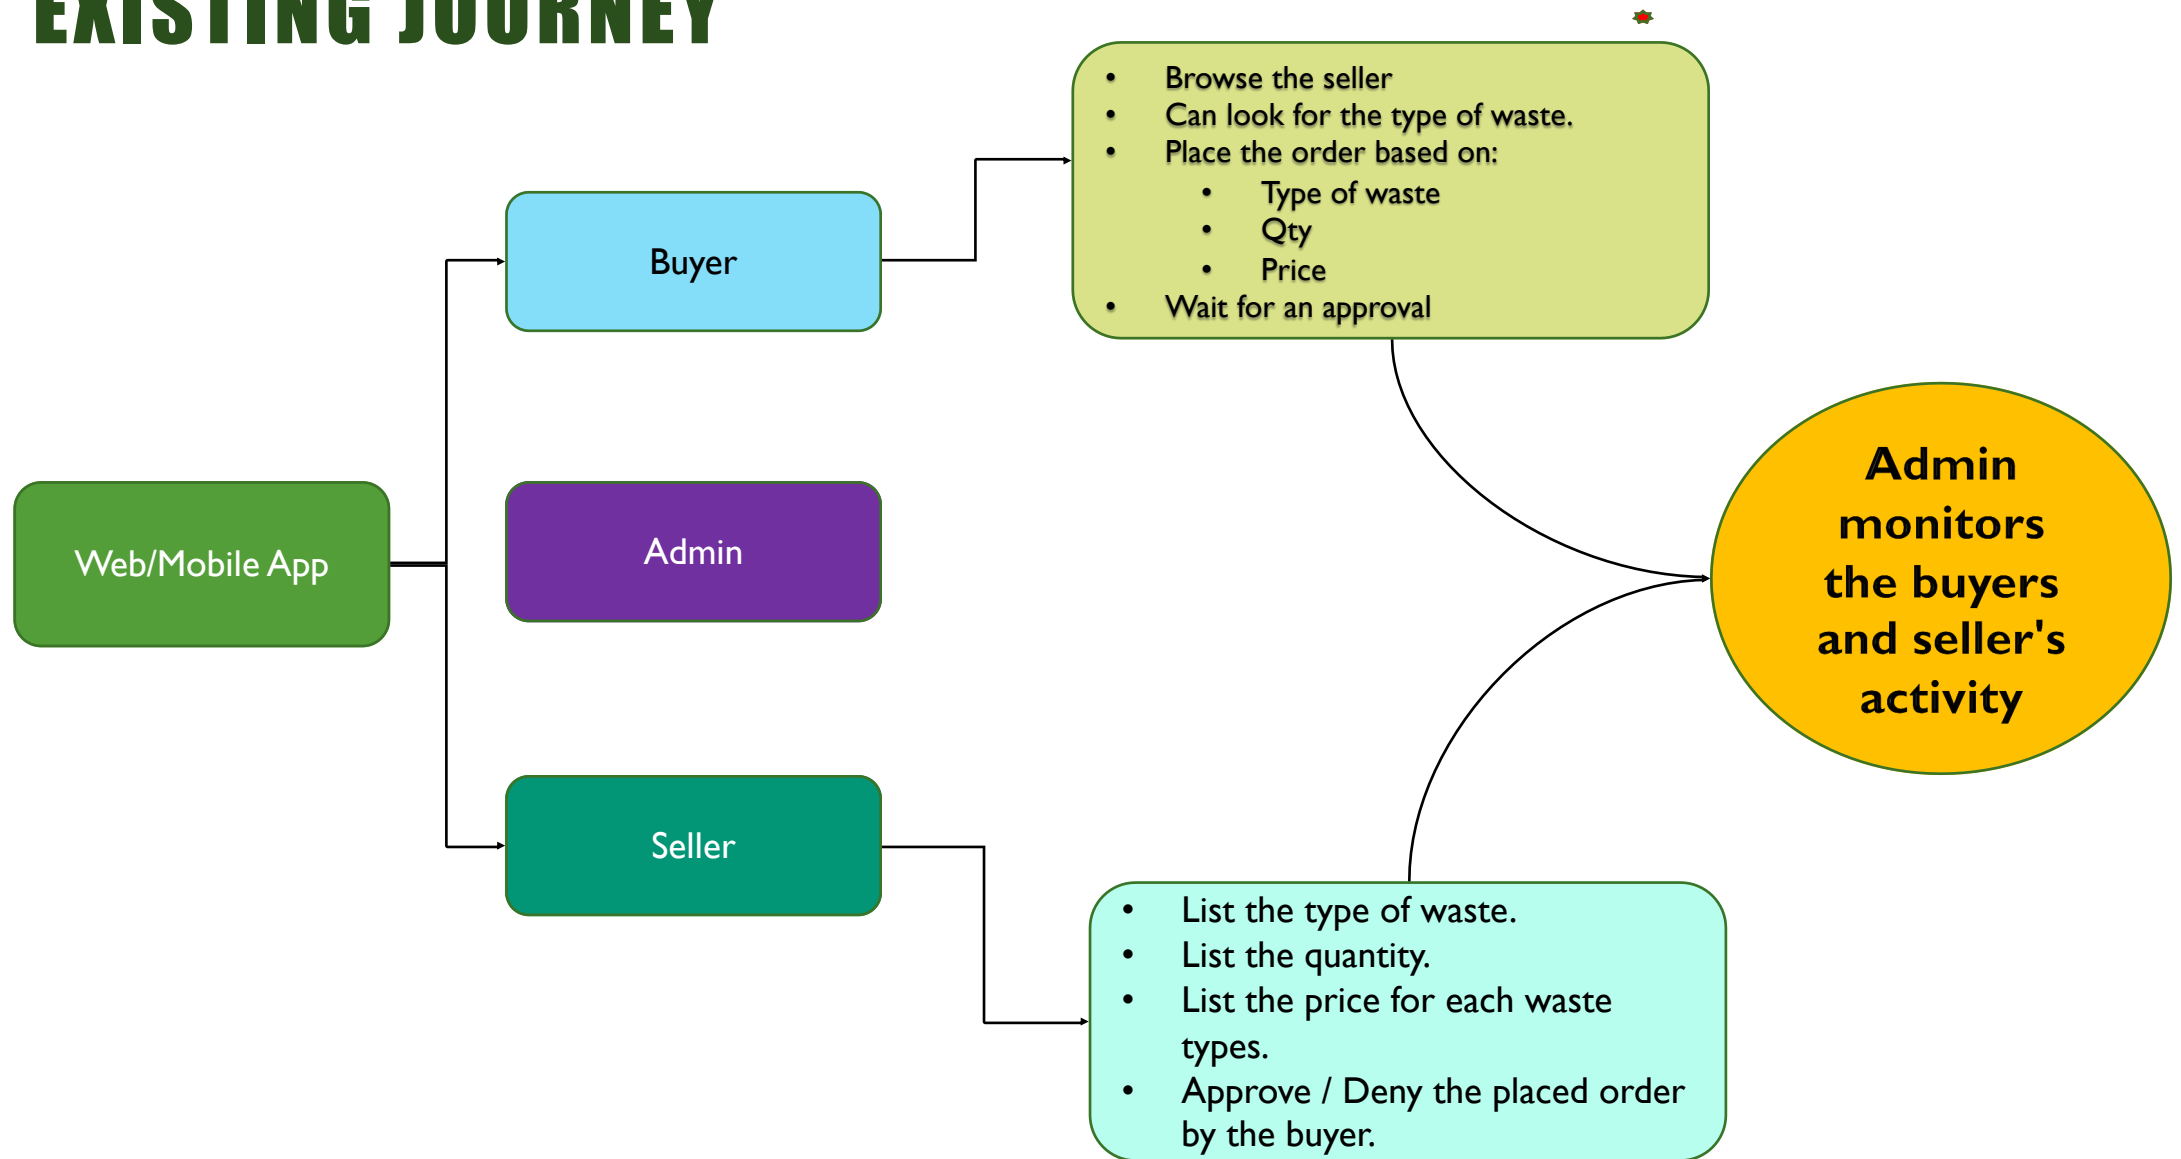 EXISTING JOURNEY
• Browse the seller
• Can look for the type of waste.
• Place the order based on:
• Type of waste
• Qty
• Price
• Wait for an approval
Buyer
Web/Mobile App
Admin
Seller
Admin
monitors
the buyers
and seller's
activity
• List the type of waste.
• List the quantity.
• List the price for each waste
types.
• Approve / Deny the placed order
by the buyer.